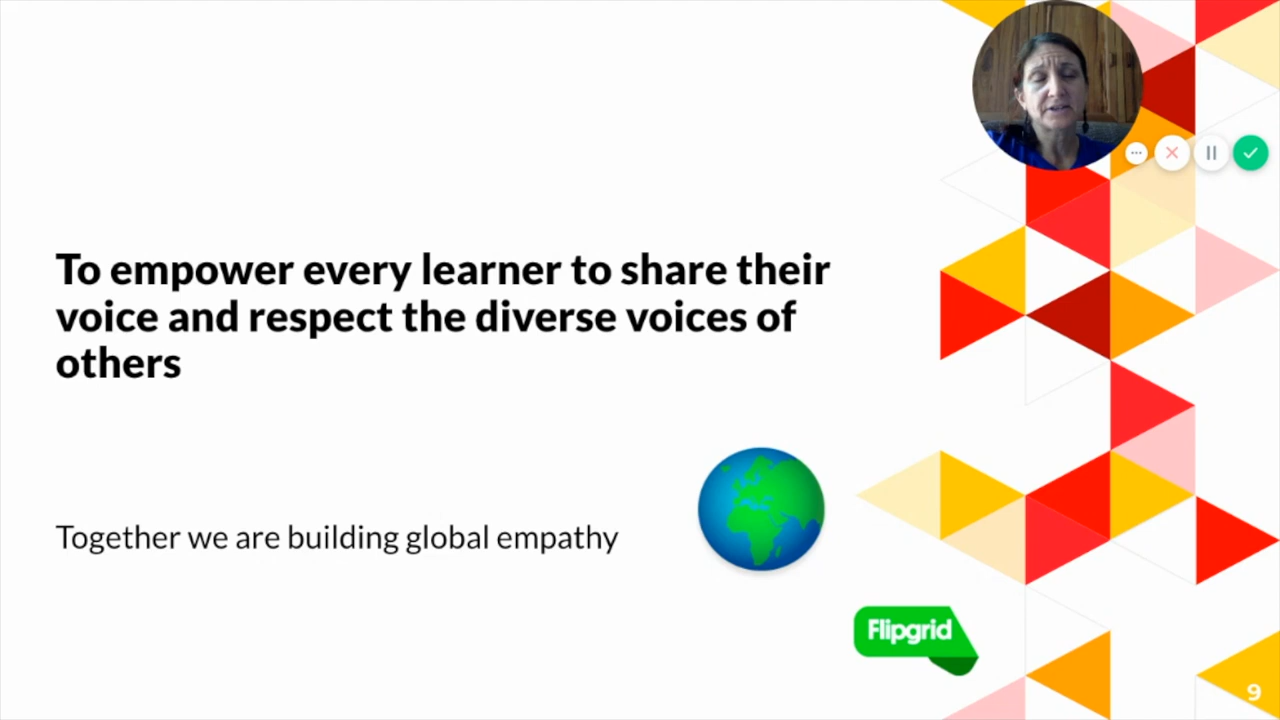 To empower every learner to share their
voice and respect the diverse voices of
others
Together we are building global empathy
Flipgrid
9